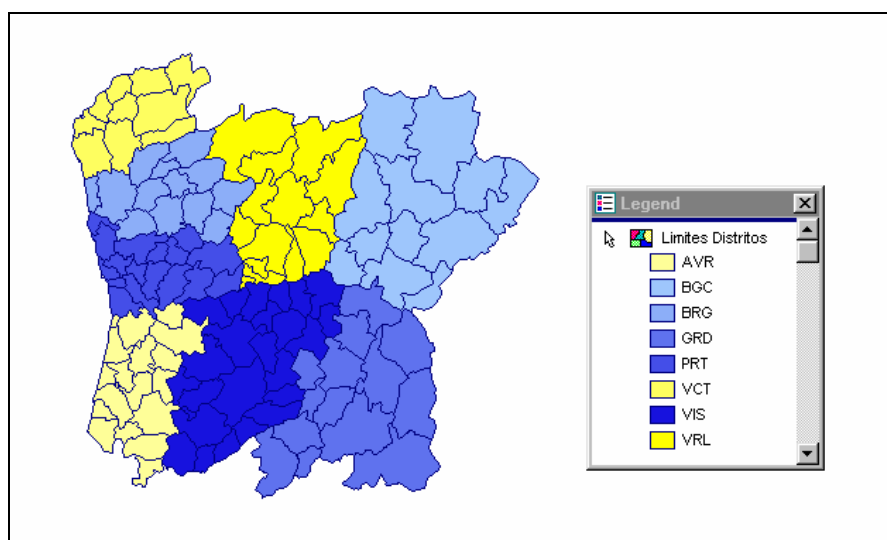 Legend
Limites Distritos
AVR
BGC
BRG
GRD
PRT
VCT
VIS
VRL